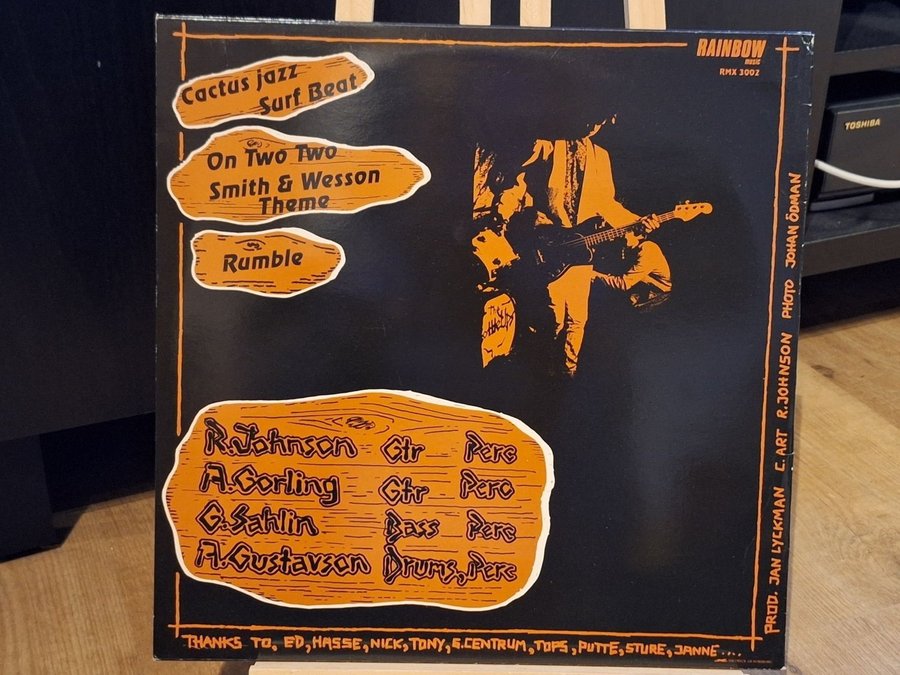 RAINBOW
music
RMX 3002
Cactus jazz
Surf Beat
On Two Two
Smith & Wesson
Theme
Rumble
TOSHIBA
R.Johnson Gtr Perc
A.Gorling Gtr Perc
G.Sahlin Bass Perc
A.Gustavson Drums, Perc
PROD. JAN LYCKMAN C. ART R.JOHNSON PHOTO JOHAN ÖDMAN
THANKS TO, ED, HASSE, NICK, TONY, S.CENTRUM, TOPS, PUTTE, STURE, JANNE...